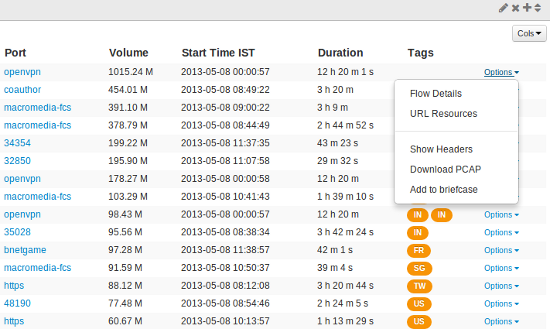 Cols
Port Volume Start Time IST Duration Tags
openvpn 1015.24 M 2013-05-08 00:00:57 12 h 20 m 1 s Options
coauthor 454.01 M 2013-05-08 08:49:22 3 h 20 m
Flow Details
macromedia-fcs 391.10 M 2013-05-08 09:00:22 3 h 9 m
URL Resources
macromedia-fcs 378.79 M 2013-05-08 08:44:49 2 h 44 m 52 s
34354 199.22 M 2013-05-08 11:37:35 43 m 23 s
Show Headers
32850 195.90 M 2013-05-08 11:07:58 29 m 32 s
Download PCAP
openvpn 178.27 M 2013-05-08 00:00:58 12 h 20 m
Add to briefcase
macromedia-fcs 103.29 M 2013-05-08 10:41:43 1 h 39 m 10 s
openvpn 98.43 M 2013-05-08 00:00:57 12 h 20 m IN IN Options
35028 95.56 M 2013-05-08 08:38:34 3 h 42 m 24 s IN Options
bnetgame 97.28 M 2013-05-08 11:38:57 42 m 1 s FR Options
macromedia-fcs 91.59 M 2013-05-08 10:50:37 39 m 4 s SG Options
https 88.12 M 2013-05-08 08:12:08 3 h 20 m 44 s TW Options
48190 77.48 M 2013-05-08 08:54:46 2 h 24 m 5 s US Options
https 60.67 M 2013-05-08 10:13:57 1 h 13 m 29 s US Options